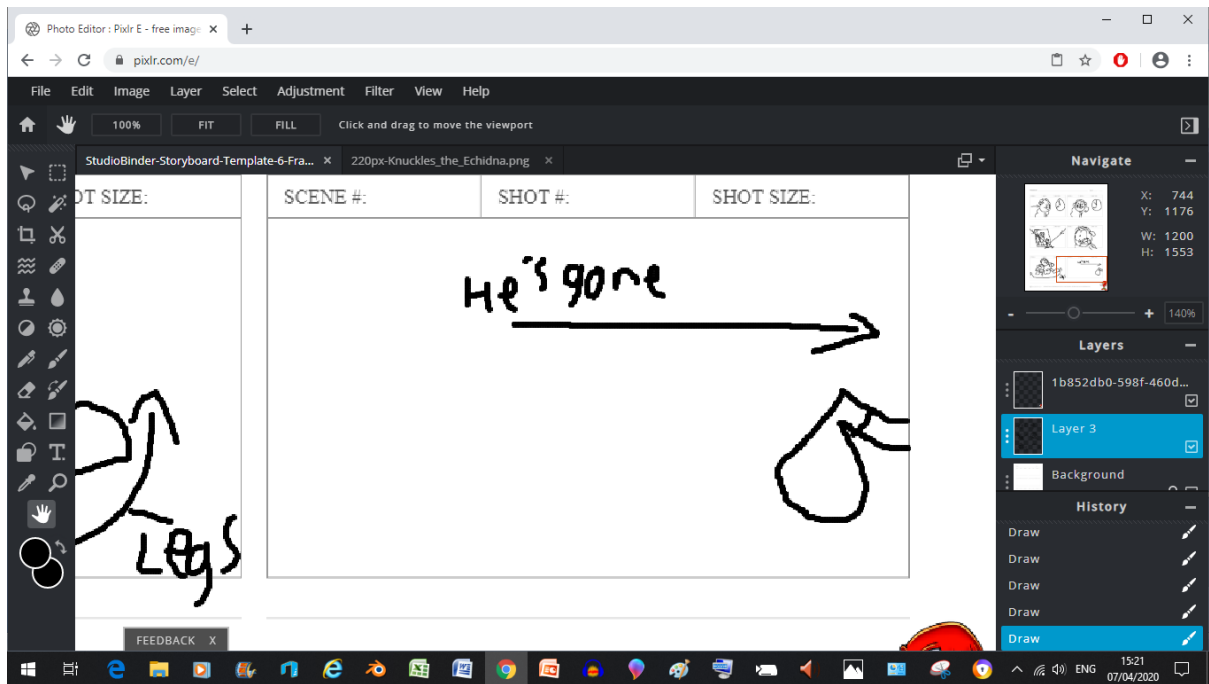 Photo Editor : Pixlr E - free image
pixlr.com/e/
File Edit Image Layer Select Adjustment Filter View Help
100% FIT FILL Click and drag to move the viewport
StudioBinder-Storyboard-Template-6-Fra... × 220px-Knuckles_the_Echidna.png ×
Navigate
X: 744
Y: 1176
W: 1200
H: 1553
- + 140%
OT SIZE:
SCENE #: SHOT #: SHOT SIZE:
He's gone
Legs
Layers
1b852db0-598f-460d...
Layer 3
Background
History
Draw
Draw
Draw
Draw
Draw
FEEDBACK X
ENG 15:21
07/04/2020